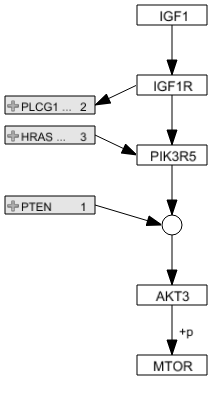 IGF1
IGF1R
PLCG1 ... 2
HRAS ... 3
PIK3R5
PTEN 1
AKT3
+p
MTOR